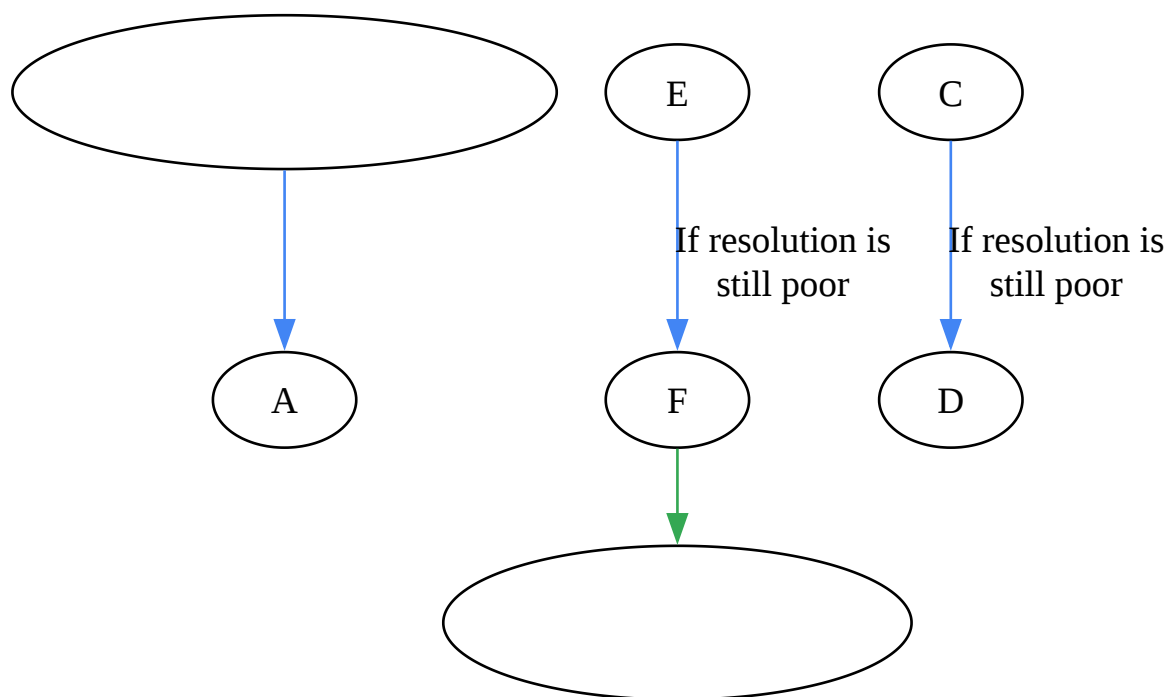 E
C
If resolution is
still poor
If resolution is
still poor
A
F
D